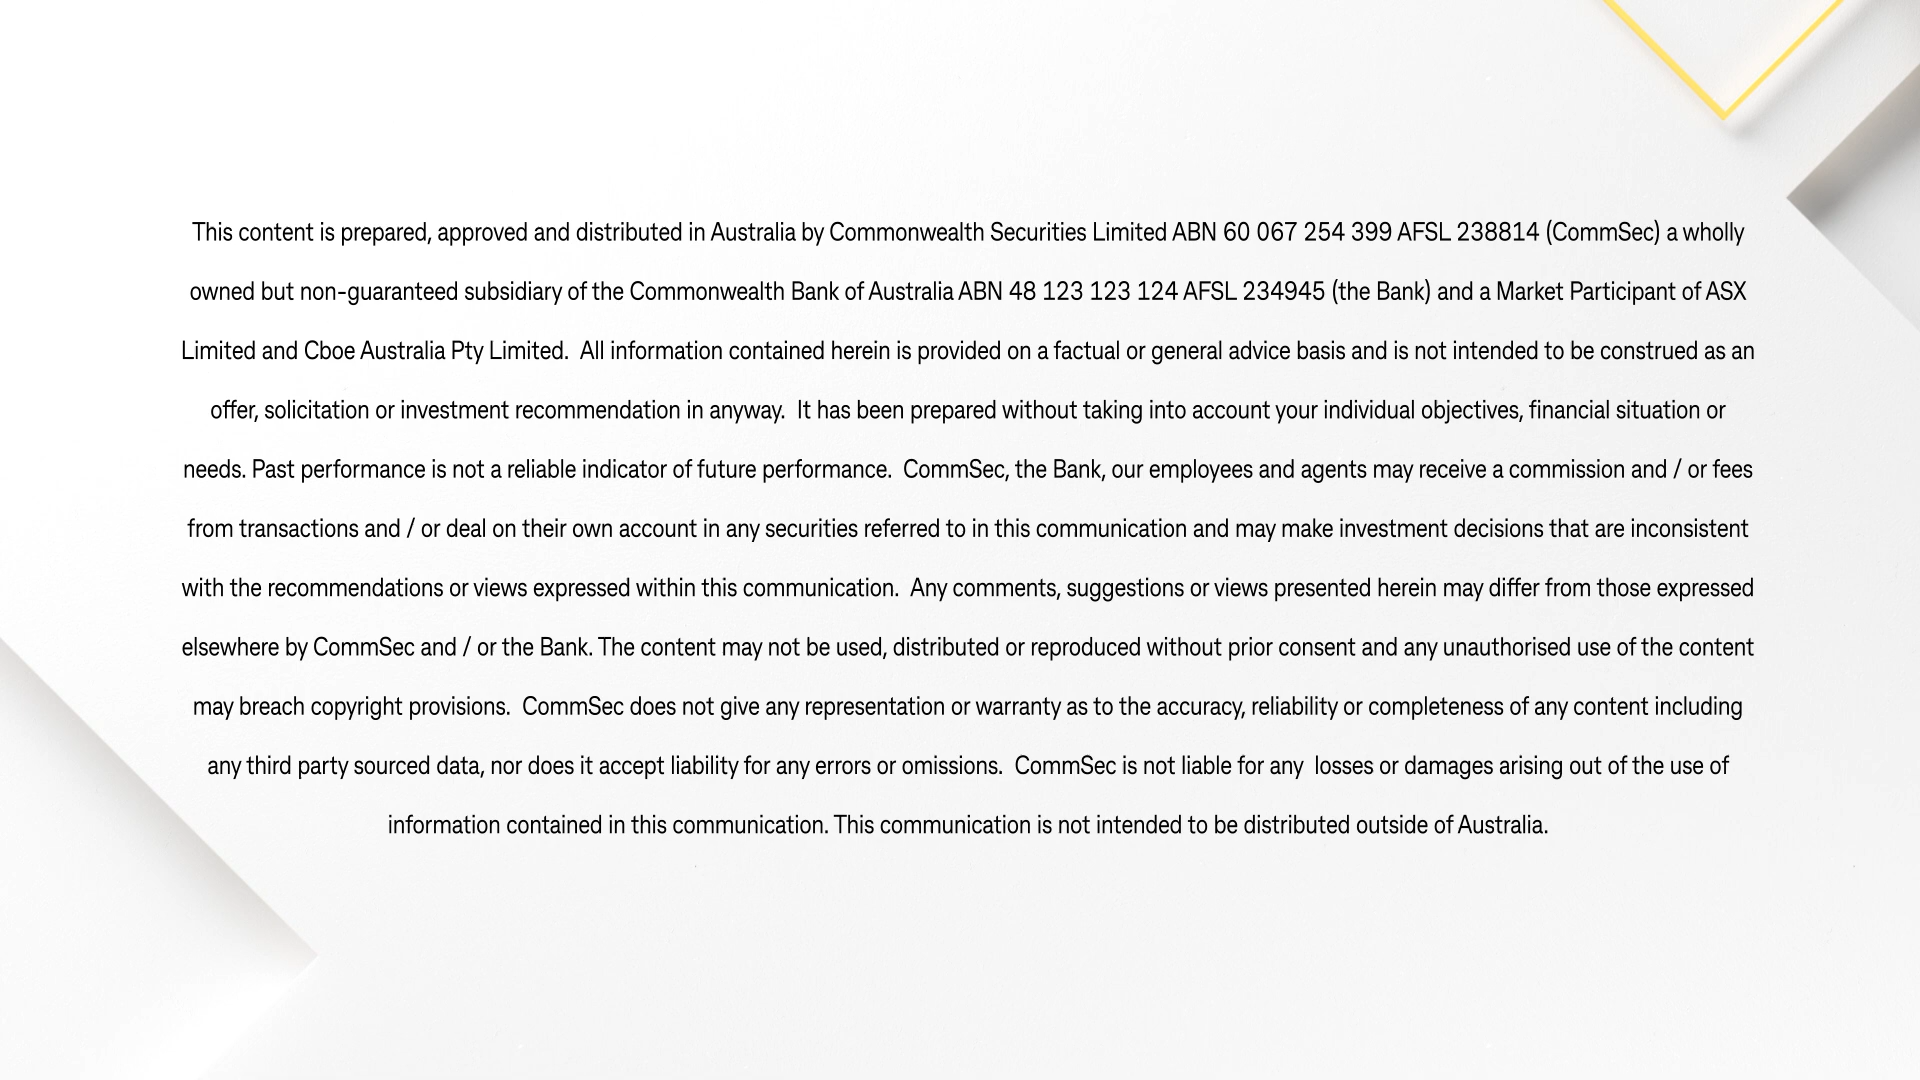 This content is prepared, approved and distributed in Australia by Commonwealth Securities Limited ABN 60 067 254 399 AFSL 238814 (CommSec) a wholly
owned but non-guaranteed subsidiary of the Commonwealth Bank of Australia ABN 48 123 123 124 AFSL 234945 (the Bank) and a Market Participant of ASX
Limited and Cboe Australia Pty Limited.  All information contained herein is provided on a factual or general advice basis and is not intended to be construed as an
offer, solicitation or investment recommendation in anyway.  It has been prepared without taking into account your individual objectives, financial situation or
needs. Past performance is not a reliable indicator of future performance.  CommSec, the Bank, our employees and agents may receive a commission and / or fees
from transactions and / or deal on their own account in any securities referred to in this communication and may make investment decisions that are inconsistent
with the recommendations or views expressed within this communication.  Any comments, suggestions or views presented herein may differ from those expressed
elsewhere by CommSec and / or the Bank. The content may not be used, distributed or reproduced without prior consent and any unauthorised use of the content
may breach copyright provisions.  CommSec does not give any representation or warranty as to the accuracy, reliability or completeness of any content including
any third party sourced data, nor does it accept liability for any errors or omissions.  CommSec is not liable for any  losses or damages arising out of the use of
information contained in this communication. This communication is not intended to be distributed outside of Australia.